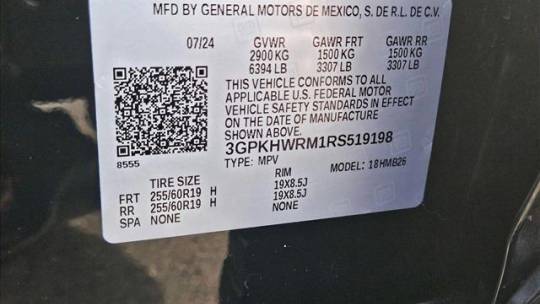 MFD BY GENERAL MOTORS DE MEXICO, S. DE R.L. DE C.V.
07/24 GVWR GAWR FRT GAWR RR
2900 KG 1500 KG 1500 KG
6394 LB 3307 LB 3307 LB
THIS VEHICLE CONFORMS TO ALL
APPLICABLE U.S. FEDERAL MOTOR
VEHICLE SAFETY STANDARDS IN EFFECT
ON THE DATE OF MANUFACTURE
SHOWN ABOVE.
3GPKHWRM1RS519198
8555 TYPE: MPV MODEL: 18HMB26
TIRE SIZE RIM
FRT 255/60R19 H 19X8.5J
RR 255/60R19 H 19X8.5J
SPA NONE NONE